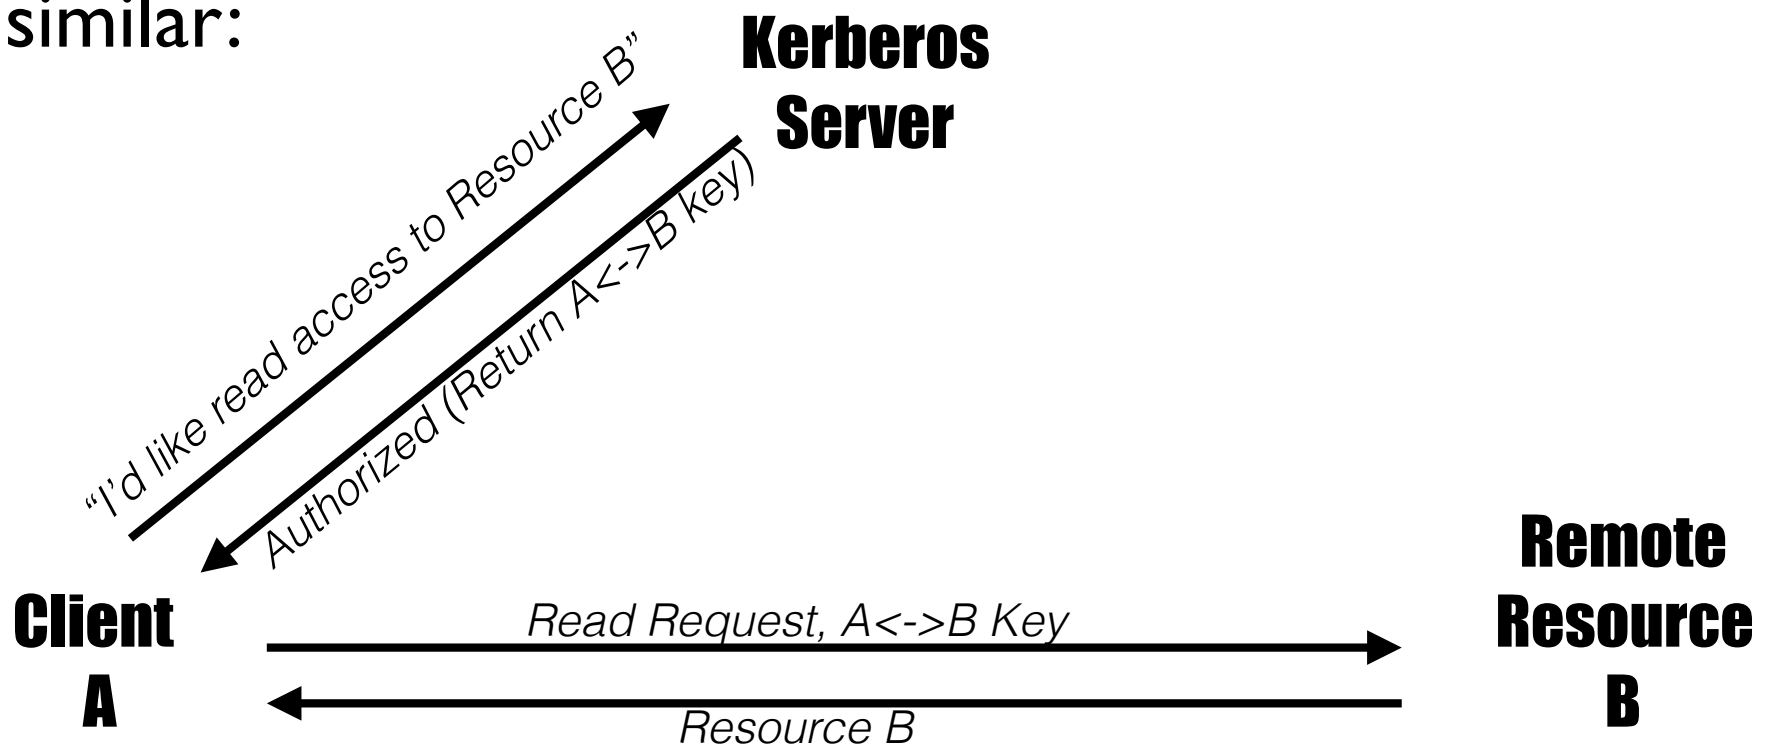 similar:
Kerberos
Server
“I’d like read access to Resource B”
Authorized (Return A<->B key)
Client
A
Read Request, A<->B Key
Resource B
Remote
Resource
B